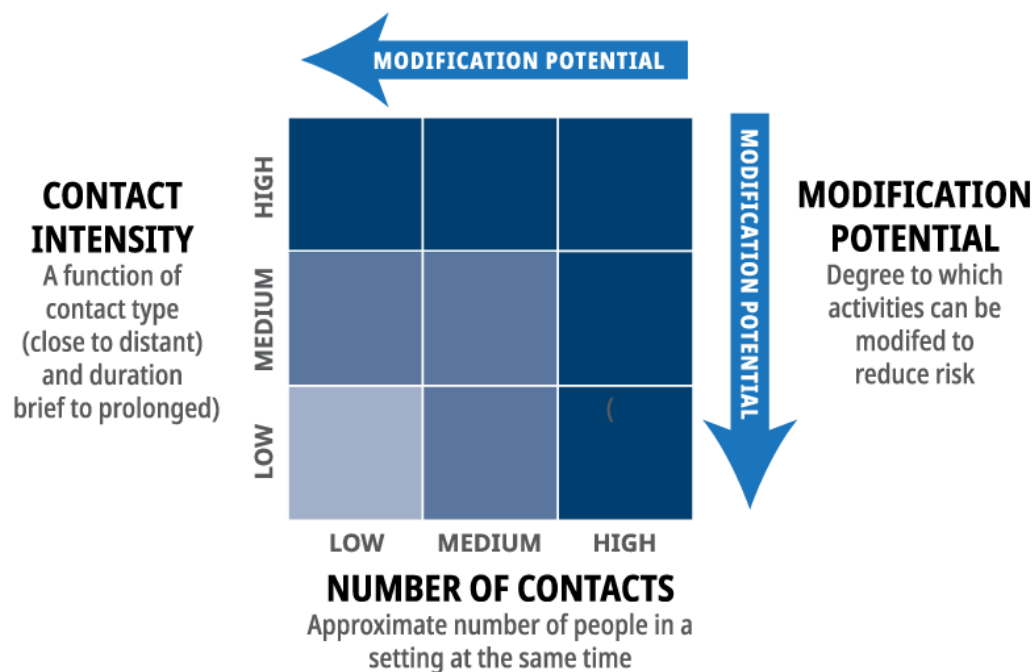 MODIFICATION POTENTIAL
CONTACT
INTENSITY
A function of
contact type
(close to distant)
and duration
brief to prolonged)
HIGH
MEDIUM
LOW
(
MODIFICATION POTENTIAL
MODIFICATION
POTENTIAL
Degree to which
activities can be
modifed to
reduce risk
LOW MEDIUM HIGH
NUMBER OF CONTACTS
Approximate number of people in a
setting at the same time